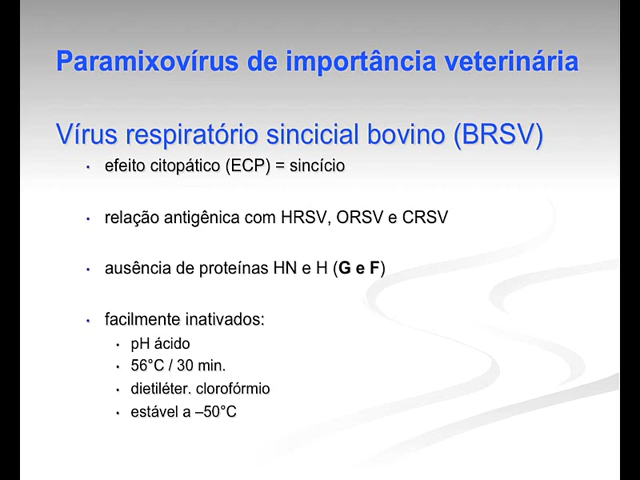 Paramixovírus de importância veterinária
Vírus respiratório sincicial bovino (BRSV)
• efeito citopático (ECP) = sincício
• relação antigênica com HRSV, ORSV e CRSV
• ausência de proteínas HN e H (G e F)
• facilmente inativados:
• pH ácido
• 56°C / 30 min.
• dietiléter. clorofórmio
• estável a –50°C